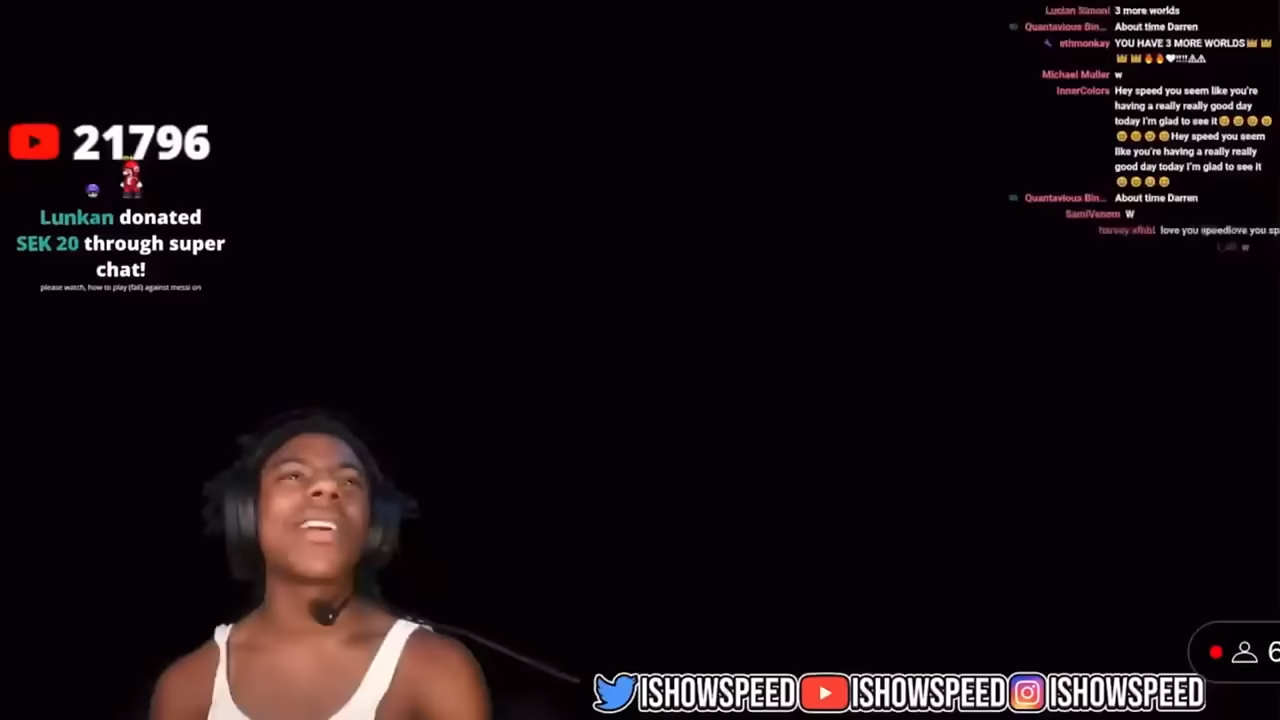 Lucian Simoni 3 more worlds
Quantavious Bin... About time Darren
ethmonkay YOU HAVE 3 MORE WORLDS👑👑
👑👑🔥🔥❤!!!!⚠⚠
Michael Muller w
InnerColors Hey speed you seem like you're
having a really really good day
today I'm glad to see it
Hey speed you seem
like you're having a really really
good day today I'm glad to see it
Quantavious Bin... About time Darren
SamiVenom W
love you speedlove you sp
w
21796
Lunkan donated
SEK 20 through super
chat!
please watch, how to play (fail) against messi on
6
ISHOWSPEED ISHOWSPEED ISHOWSPEED